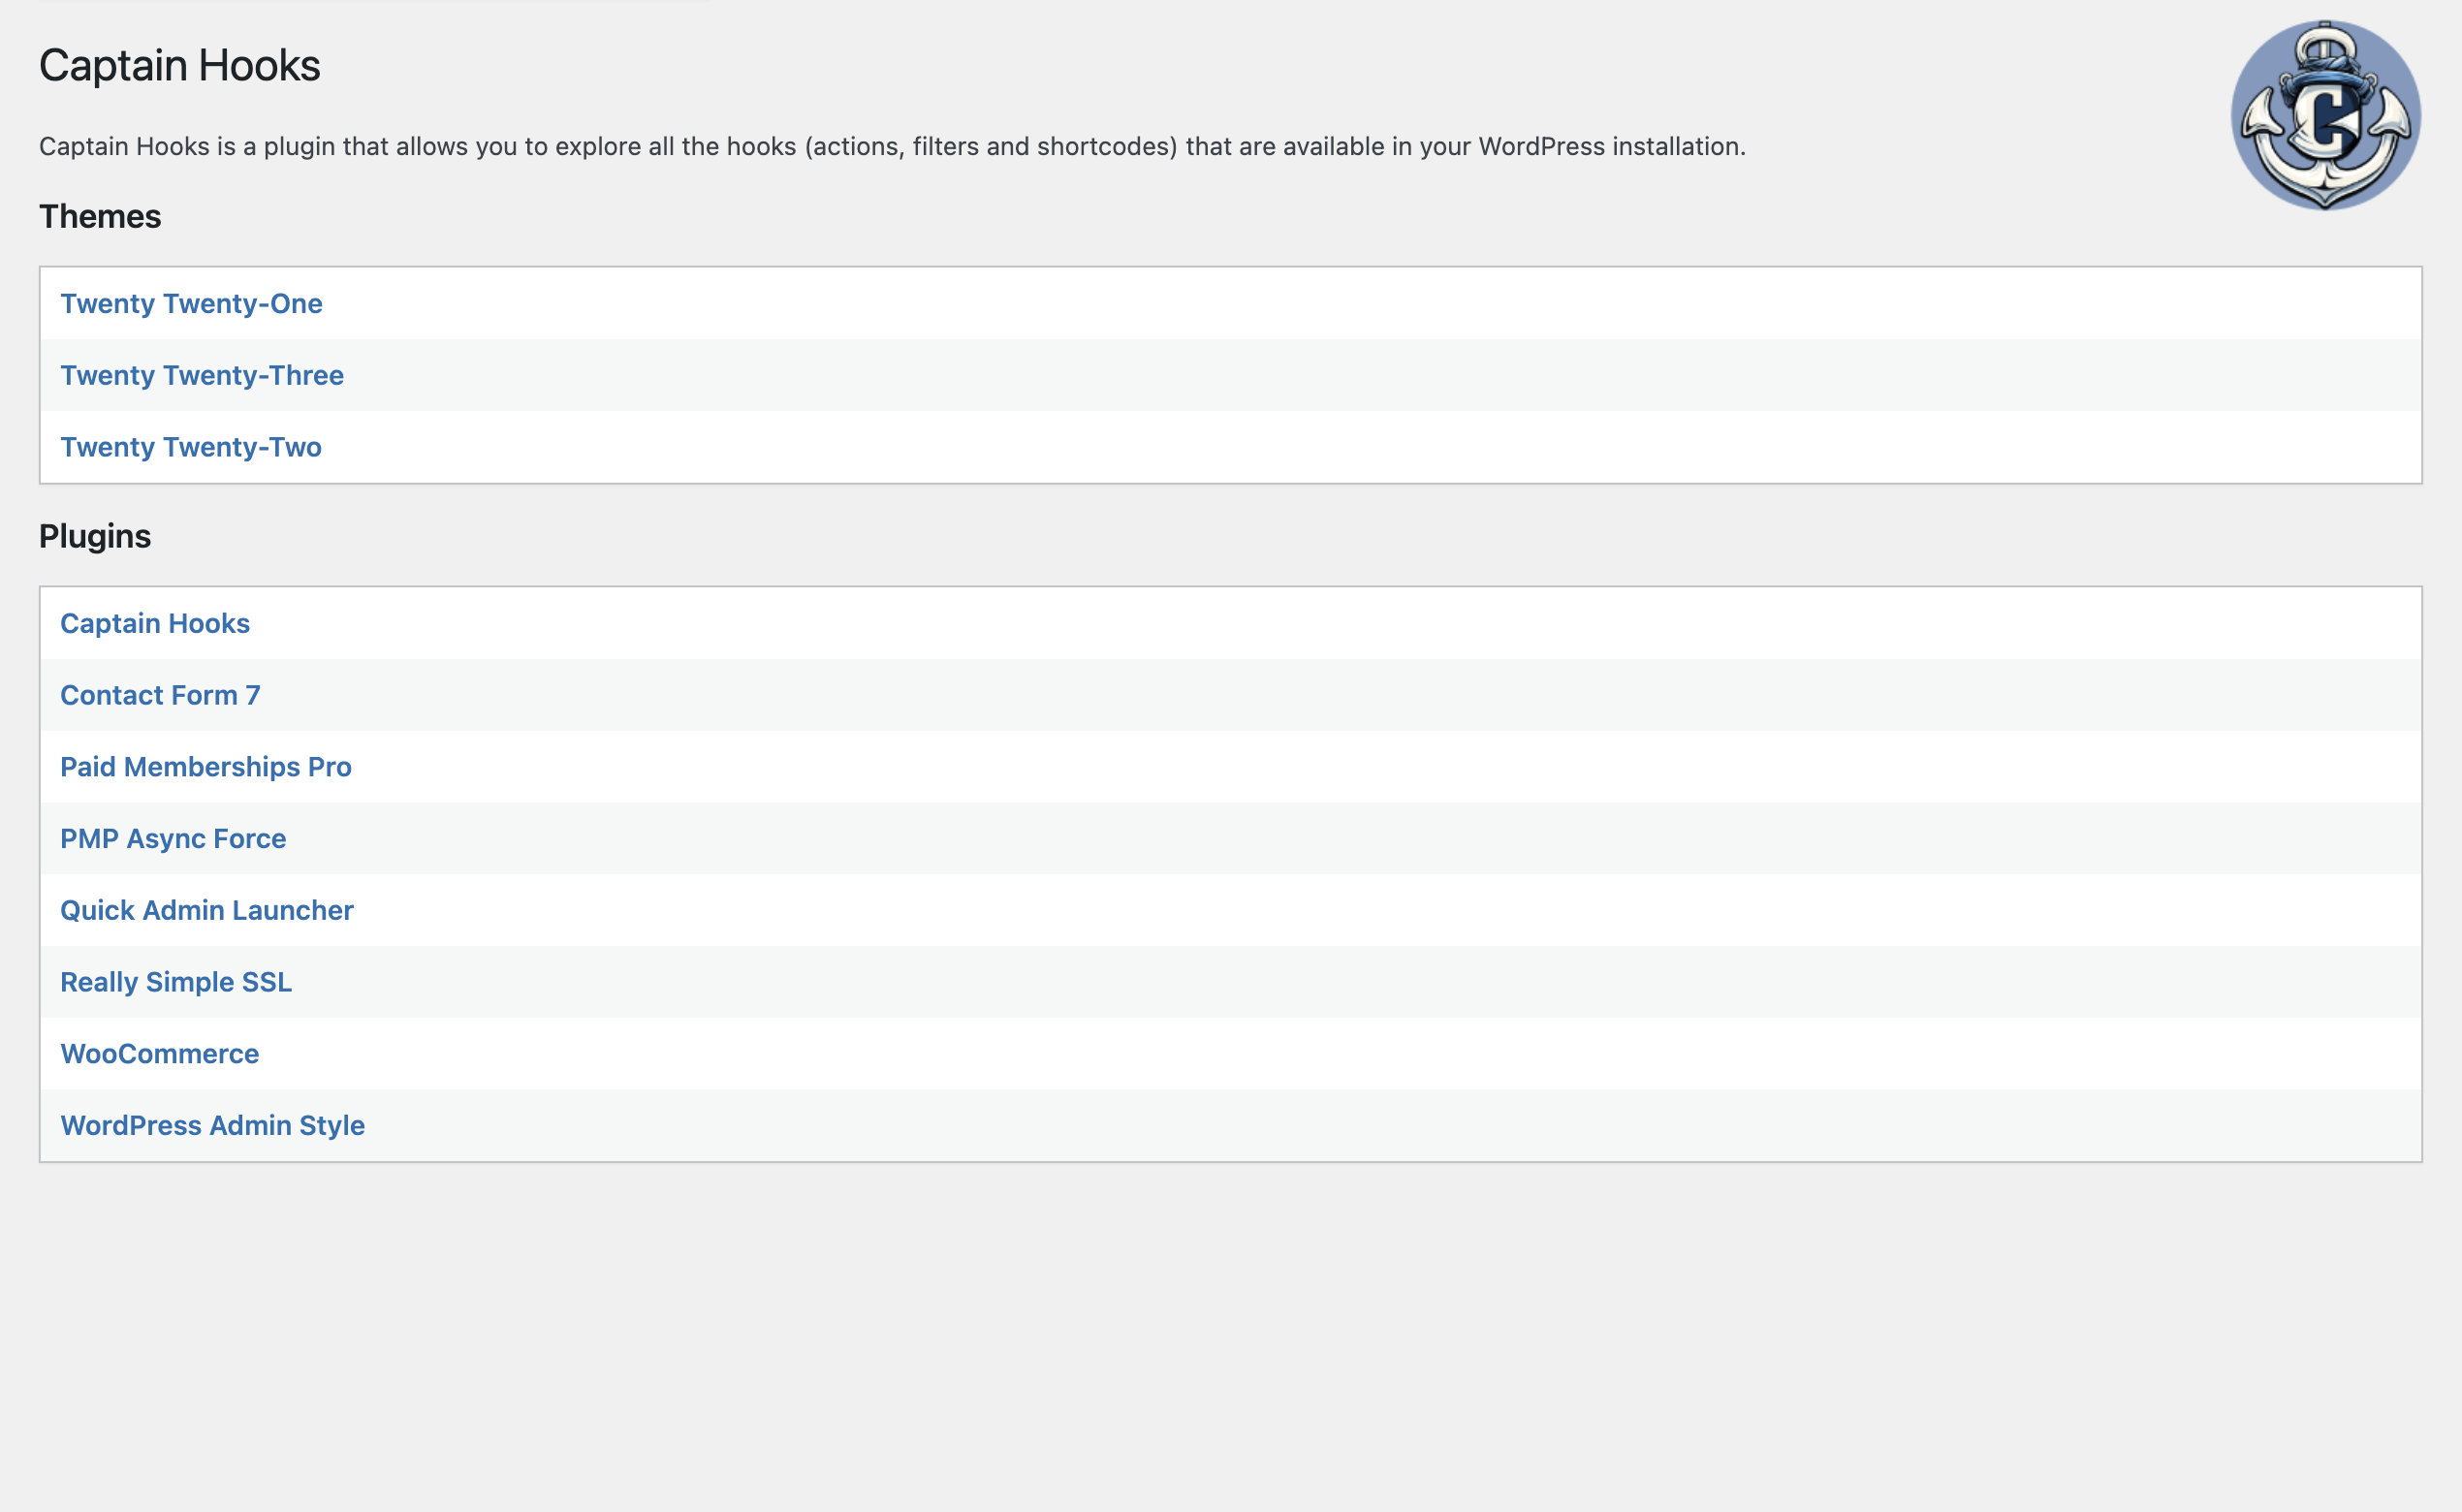 Captain Hooks
Captain Hooks is a plugin that allows you to explore all the hooks (actions, filters and shortcodes) that are available in your WordPress installation.
C
Themes
Twenty Twenty-One
Twenty Twenty-Three
Twenty Twenty-Two
Plugins
Captain Hooks
Contact Form 7
Paid Memberships Pro
PMP Async Force
Quick Admin Launcher
Really Simple SSL
WooCommerce
WordPress Admin Style